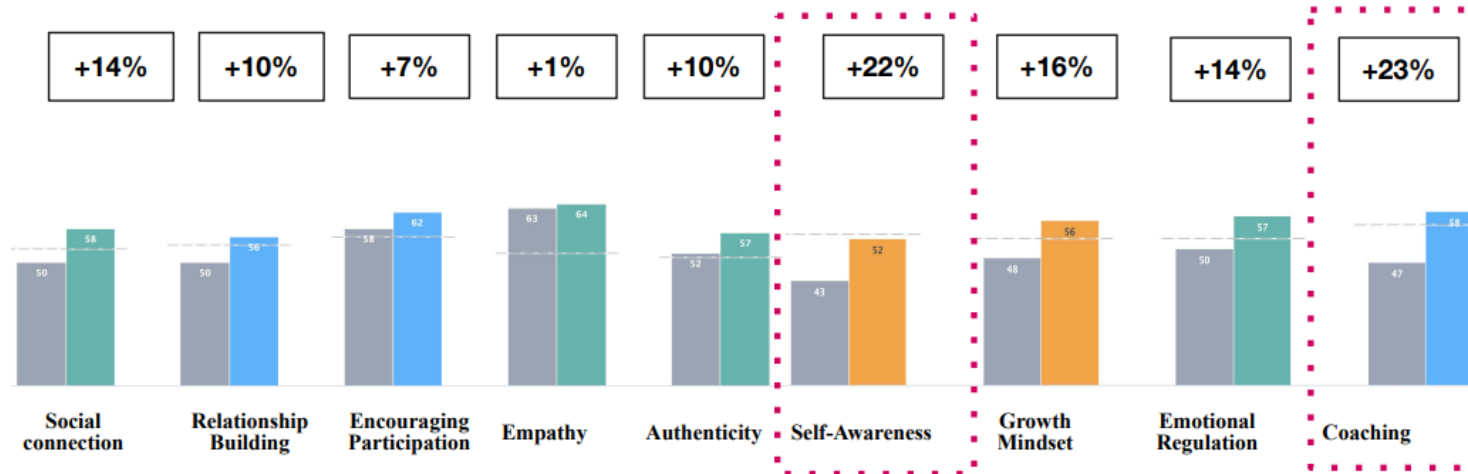 +14%
+10%
+7%
+1%
+10%
+22%
+16%
+14%
+23%
50
58
50
56
58
62
63
64
52
57
43
52
48
56
50
57
47
58
Social
connection
Relationship
Building
Encouraging
Participation
Empathy
Authenticity
Self-Awareness
Growth
Mindset
Emotional
Regulation
Coaching